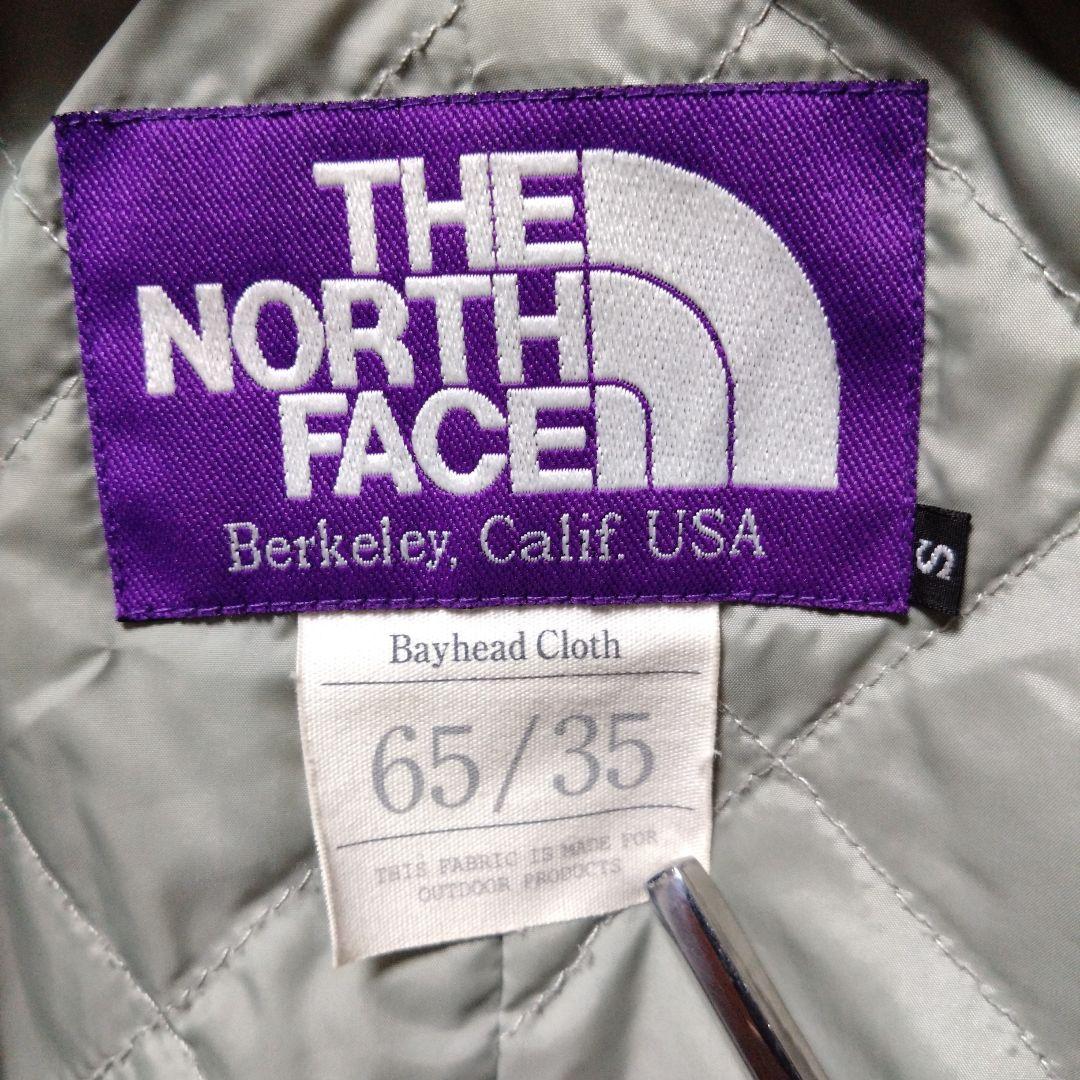 THE
NORTH
FACE
Berkeley, Calif. USA
S
Bayhead Cloth
65/35
THIS FABRIC IS MADE FOR
OUTDOOR PRODUCTS